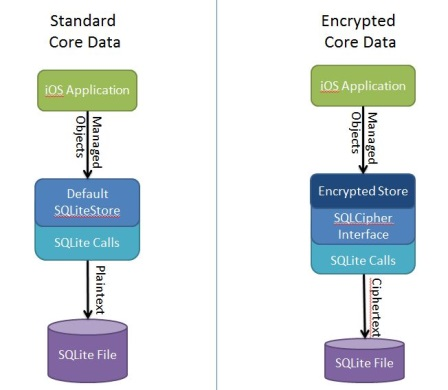 Standard
Core Data
iOS Application
Managed
Objects
Default
SQLiteStore
SQLite Calls
Plaintext
SQLite File
Encrypted
Core Data
iOS Application
Managed
Objects
Encrypted Store
SQLCipher
Interface
SQLite Calls
Ciphertext
SQLite File